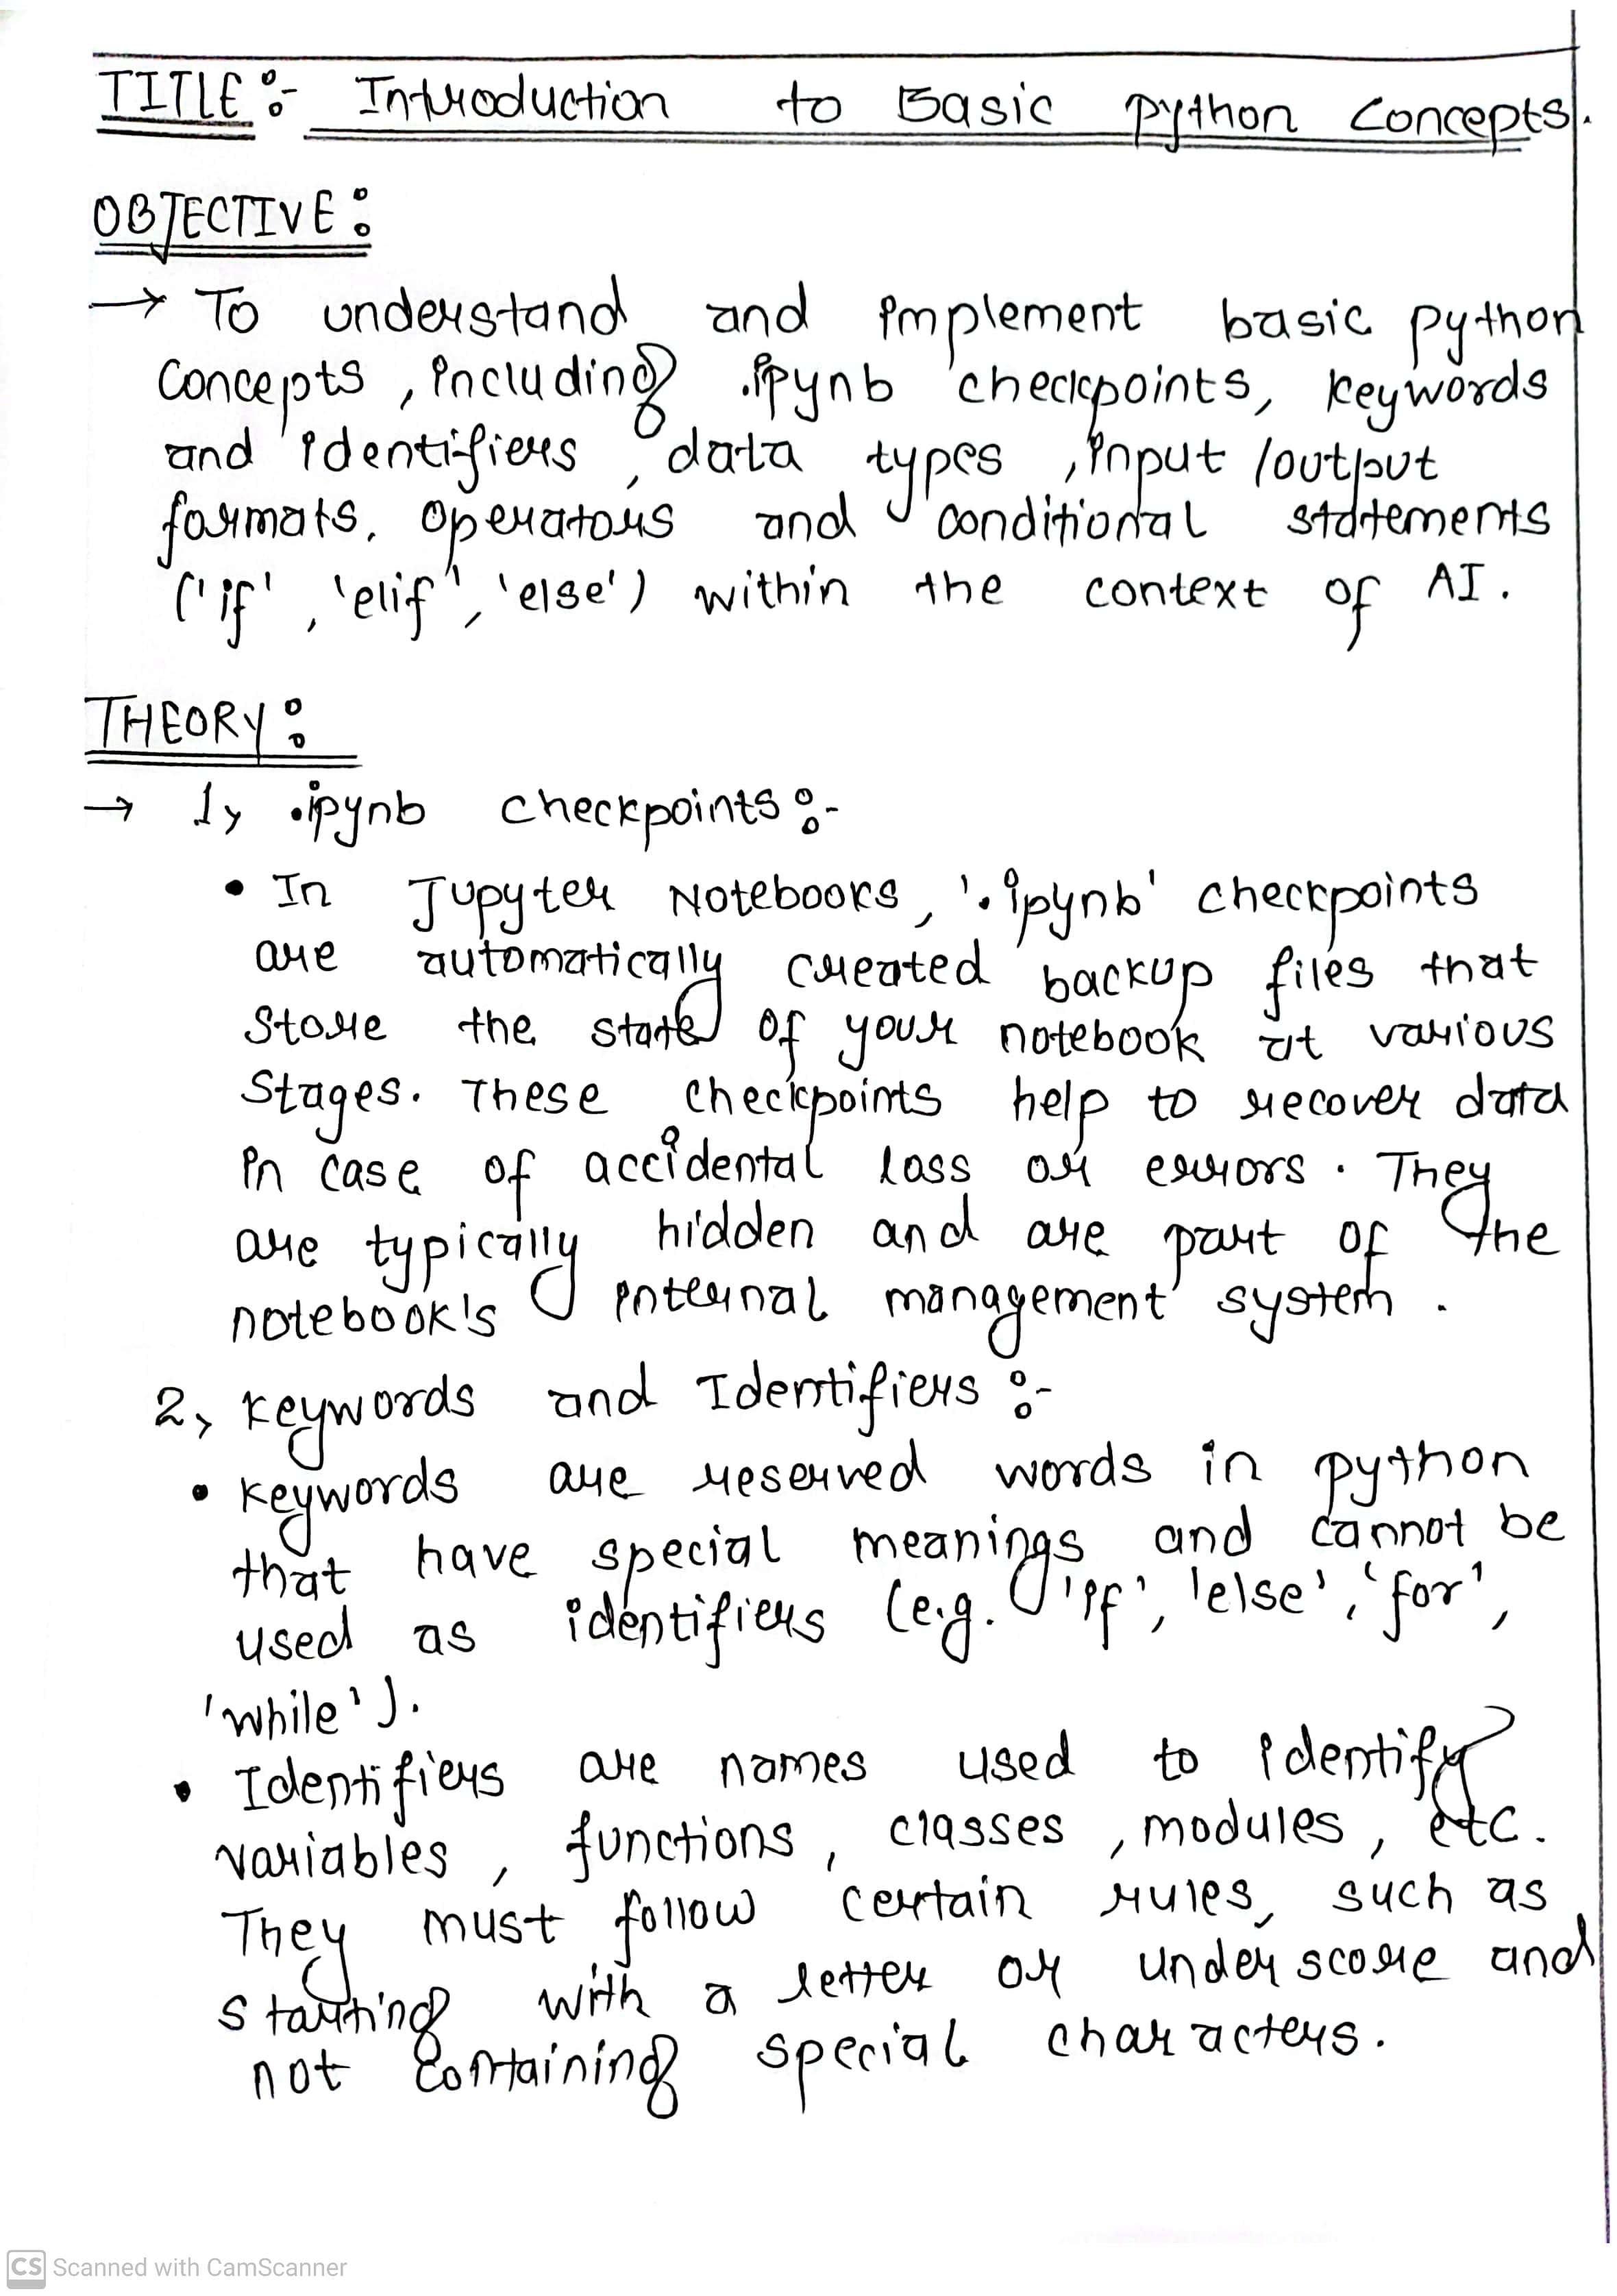 TITLE :- Introduction to Basic python Concepts.
OBJECTIVE :
→ To understand and implement basic python
concepts , including .ipynb checkpoints, keywords
and identifiers , data types , input /output
formats, operators and conditional statements
('if' , 'elif' , 'else') within the context of AI .
THEORY :
→ 1> .ipynb checkpoints :-
• In Jupyter Notebooks, '.ipynb' checkpoints
are automatically created backup files that
store the state of your notebook at various
stages. These checkpoints help to recover data
in case of accidental loss or errors . They
are typically hidden and are part of the
notebook's internal management system .
2> Keywords and Identifiers :-
• Keywords are reserved words in python
that have special meanings and cannot be
used as identifiers (e.g. 'if' , 'else' , 'for' ,
'while' ).
• Identifiers are names used to identify
variables , functions , classes , modules , etc .
They must follow certain rules, such as
starting with a letter or underscore and
not containing special characters .
CS Scanned with CamScanner